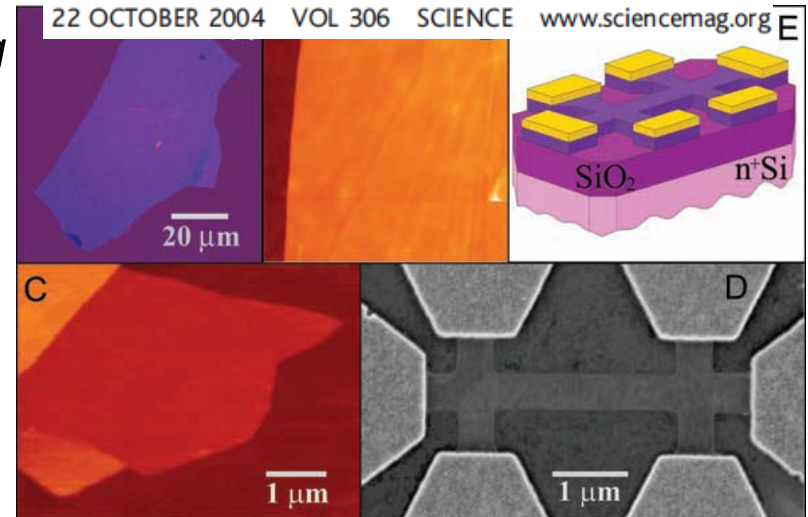 22 OCTOBER 2004 VOL 306 SCIENCE www.sciencemag.org
E
20 μm
SiO₂
n⁺Si
C
D
1 μm
1 μm